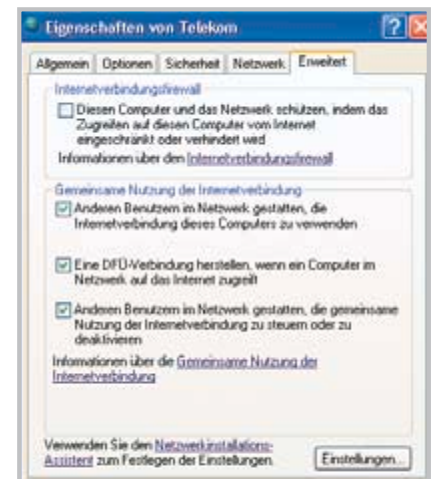 Eigenschaften von Telekom
Allgemein Optionen Sicherheit Netzwerk Erweitert
Internetverbindungsfirewall
Diesen Computer und das Netzwerk schützen, indem das
Zugreifen auf diesen Computer vom Internet
eingeschränkt oder verhindert wird
Informationen über den Internetverbindungsfirewall
Gemeinsame Nutzung der Internetverbindung
Anderen Benutzern im Netzwerk gestatten, die
Internetverbindung dieses Computers zu verwenden
Eine DFÜ-Verbindung herstellen, wenn ein Computer im
Netzwerk auf das Internet zugreift
Anderen Benutzern im Netzwerk gestatten, die gemeinsame
Nutzung der Internetverbindung zu steuern oder zu
deaktivieren
Informationen über die Gemeinsame Nutzung der
Internetverbindung
Verwenden Sie den Netzwerkinstallations-
Assistent zum Festlegen der Einstellungen.
Einstellungen...